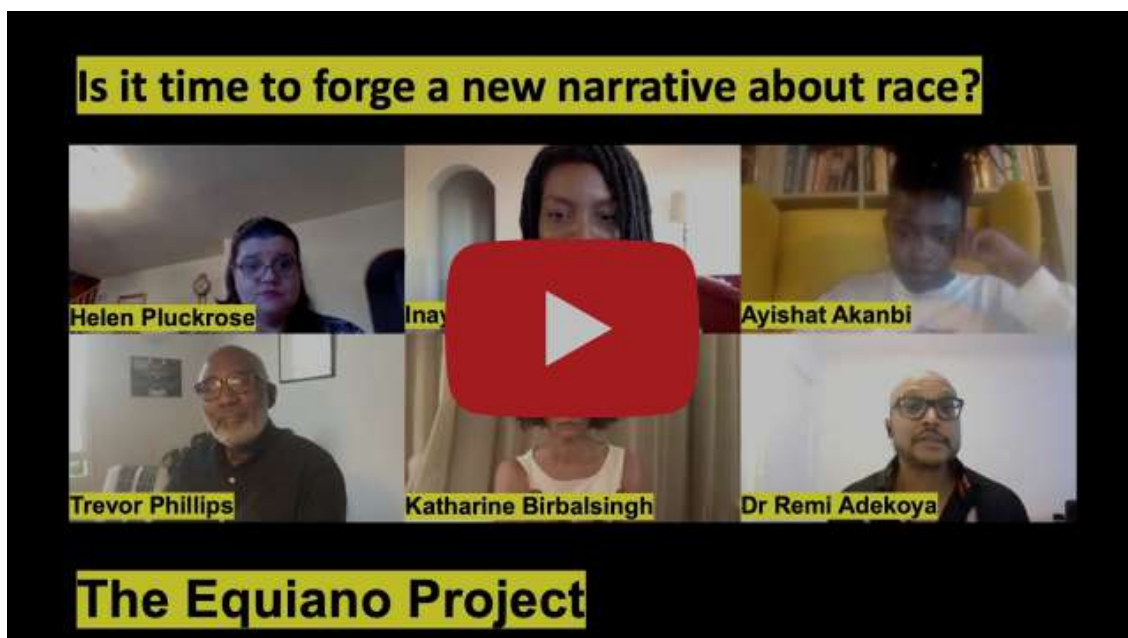 Is it time to forge a new narrative about race?
Helen Pluckrose
Ayishat Akanbi
Trevor Phillips
Katharine Birbalsingh
Dr Remi Adekoya
The Equiano Project